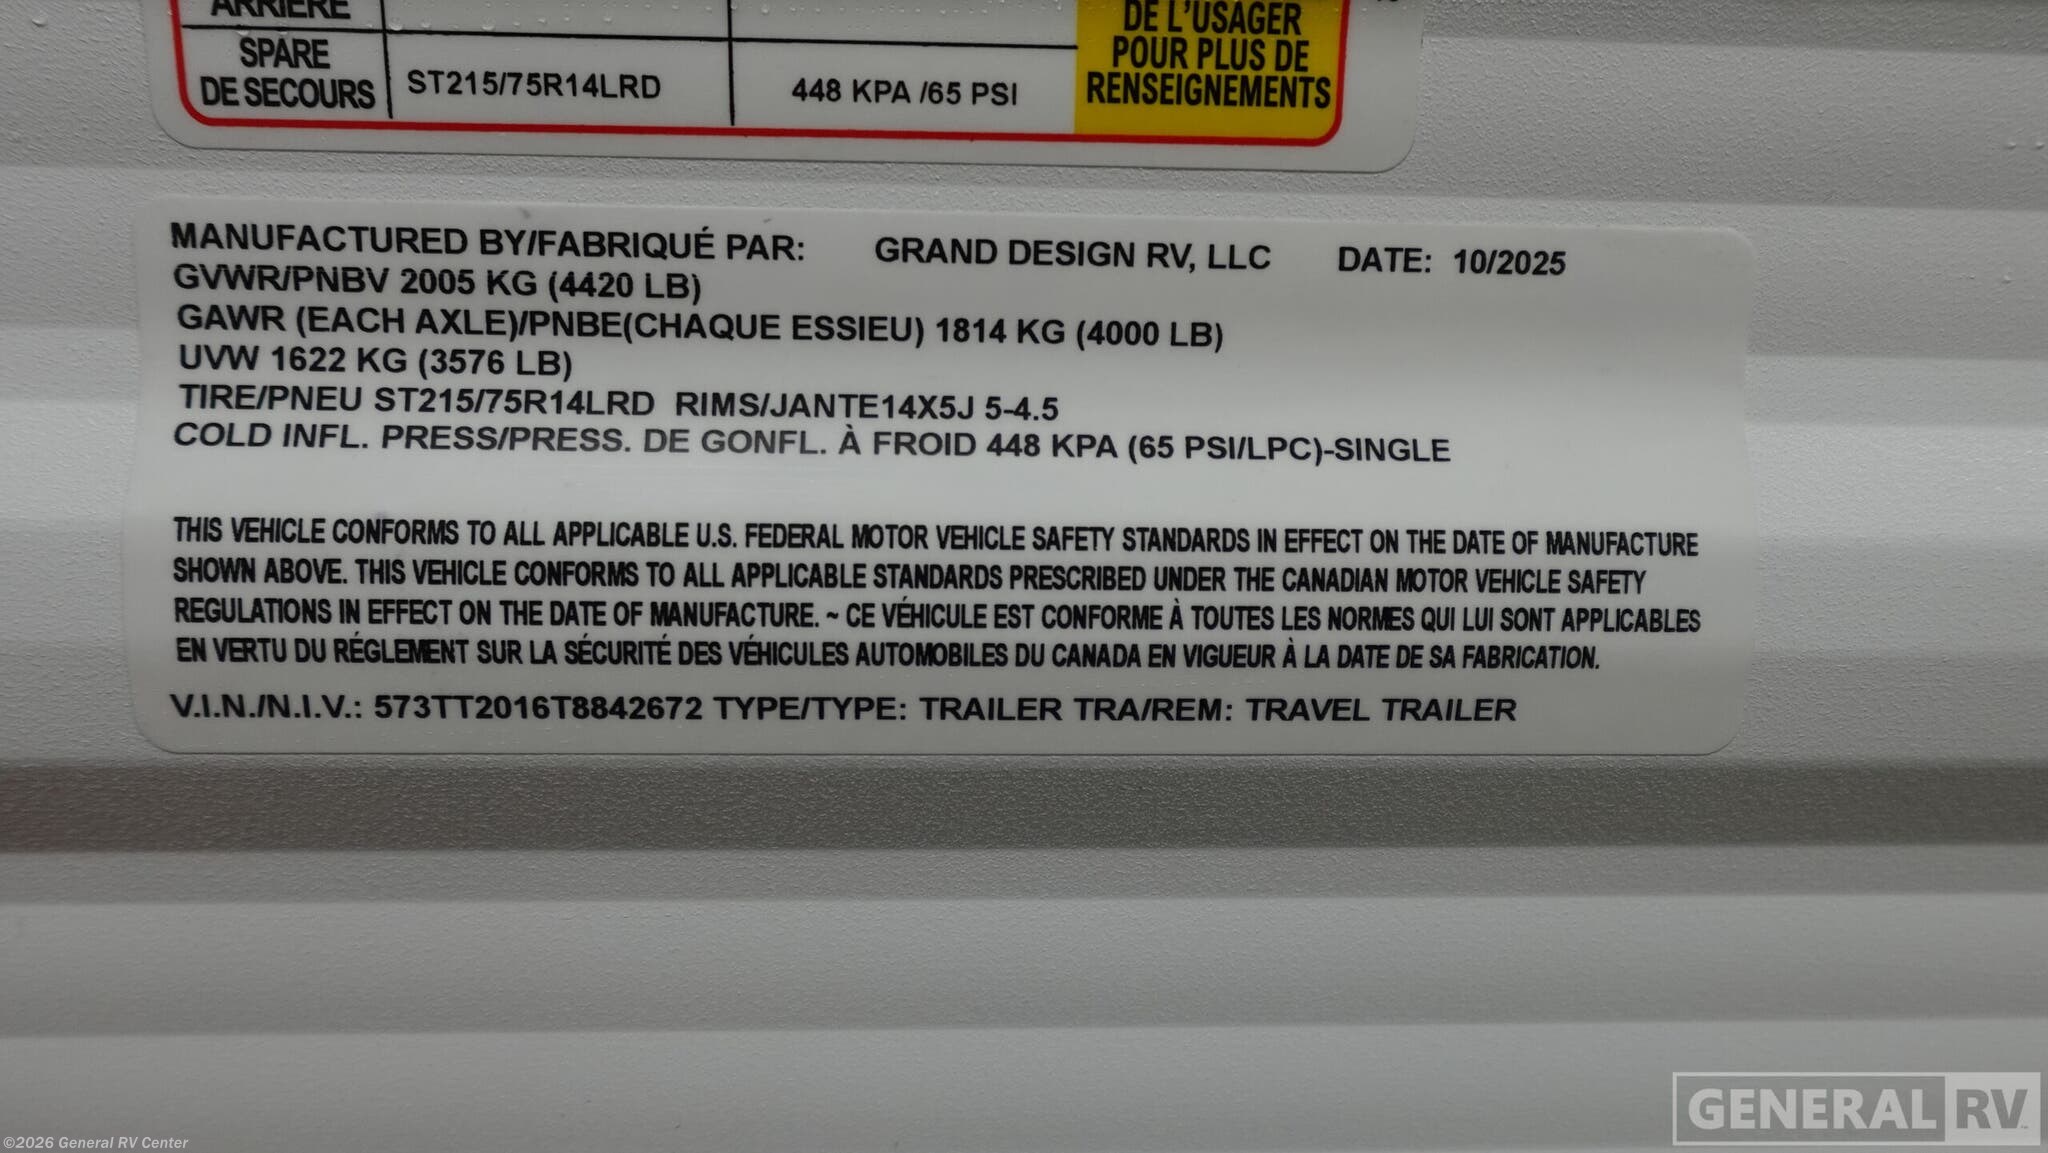 ARRIÈRE
DE L'USAGER
SPARE
POUR PLUS DE
DE SECOURS
ST215/75R14LRD
448 KPA /65 PSI
RENSEIGNEMENTS
MANUFACTURED BY/FABRIQUÉ PAR: GRAND DESIGN RV, LLC DATE: 10/2025
GVWR/PNBV 2005 KG (4420 LB)
GAWR (EACH AXLE)/PNBE(CHAQUE ESSIEU) 1814 KG (4000 LB)
UVW 1622 KG (3576 LB)
TIRE/PNEU ST215/75R14LRD RIMS/JANTE14X5J 5-4.5
COLD INFL. PRESS/PRESS. DE GONFL. À FROID 448 KPA (65 PSI/LPC)-SINGLE
THIS VEHICLE CONFORMS TO ALL APPLICABLE U.S. FEDERAL MOTOR VEHICLE SAFETY STANDARDS IN EFFECT ON THE DATE OF MANUFACTURE
SHOWN ABOVE. THIS VEHICLE CONFORMS TO ALL APPLICABLE STANDARDS PRESCRIBED UNDER THE CANADIAN MOTOR VEHICLE SAFETY
REGULATIONS IN EFFECT ON THE DATE OF MANUFACTURE. ~ CE VÉHICULE EST CONFORME À TOUTES LES NORMES QUI LUI SONT APPLICABLES
EN VERTU DU RÉGLEMENT SUR LA SÉCURITÉ DES VÉHICULES AUTOMOBILES DU CANADA EN VIGUEUR À LA DATE DE SA FABRICATION.
V.I.N./N.I.V.: 573TT2016T8842672 TYPE/TYPE: TRAILER TRA/REM: TRAVEL TRAILER
GENERAL RV
©2026 General RV Center